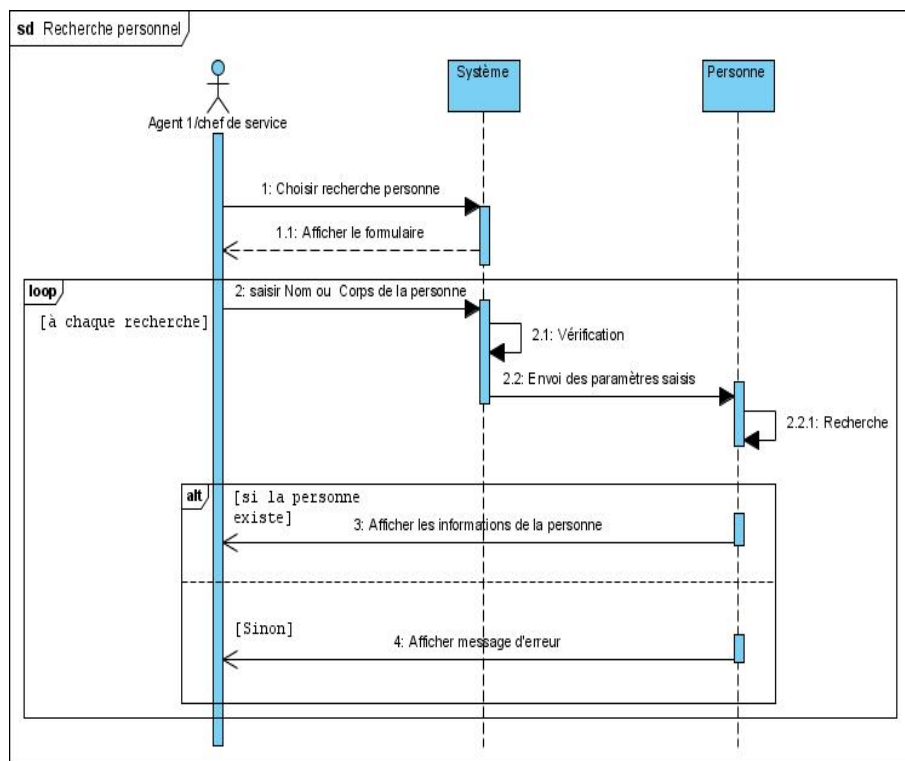 sd Recherche personnel
Système
Personne
Agent 1/chef de service
1: Choisir recherche personne
1.1: Afficher le formulaire
loop
2: saisir Nom ou Corps de la personne
[à chaque recherche]
2.1: Vérification
2.2: Envoi des paramètres saisis
2.2.1: Recherche
alt
[si la personne
existe]
3: Afficher les informations de la personne
[Sinon]
4: Afficher message d'erreur